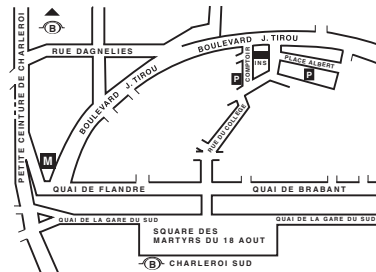 B
RUE DAGNELIES
PETITE CEINTURE DE CHARLEROI
BOULEVARD J. TIROU
BOULEVARD J. TIROU
COMPTOIR
INS
PLACE ALBERT
P
P
RUE DU COLLEGE
M
QUAI DE FLANDRE
QUAI DE BRABANT
QUAI DE LA GARE DU SUD
QUAI DE LA GARE DU SUD
SQUARE DES
MARTYRS DU 18 AOUT
B CHARLEROI SUD